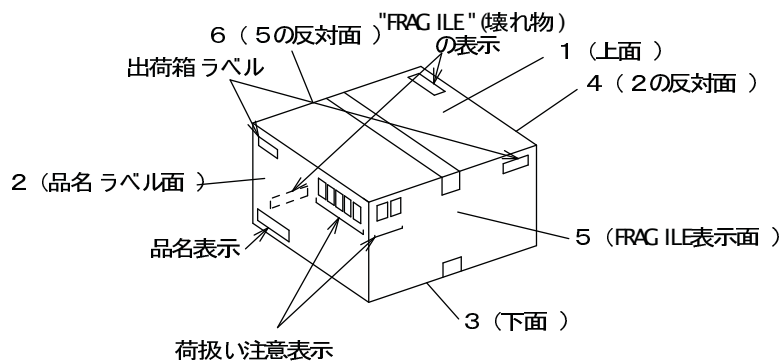 "FRAGILE"(壊れ物)
の表示
6(5の反対面)
1(上面)
出荷箱ラベル
4(2の反対面)
2(品名ラベル面)
品名表示
5(FRAGILE表示面)
3(下面)
荷扱い注意表示